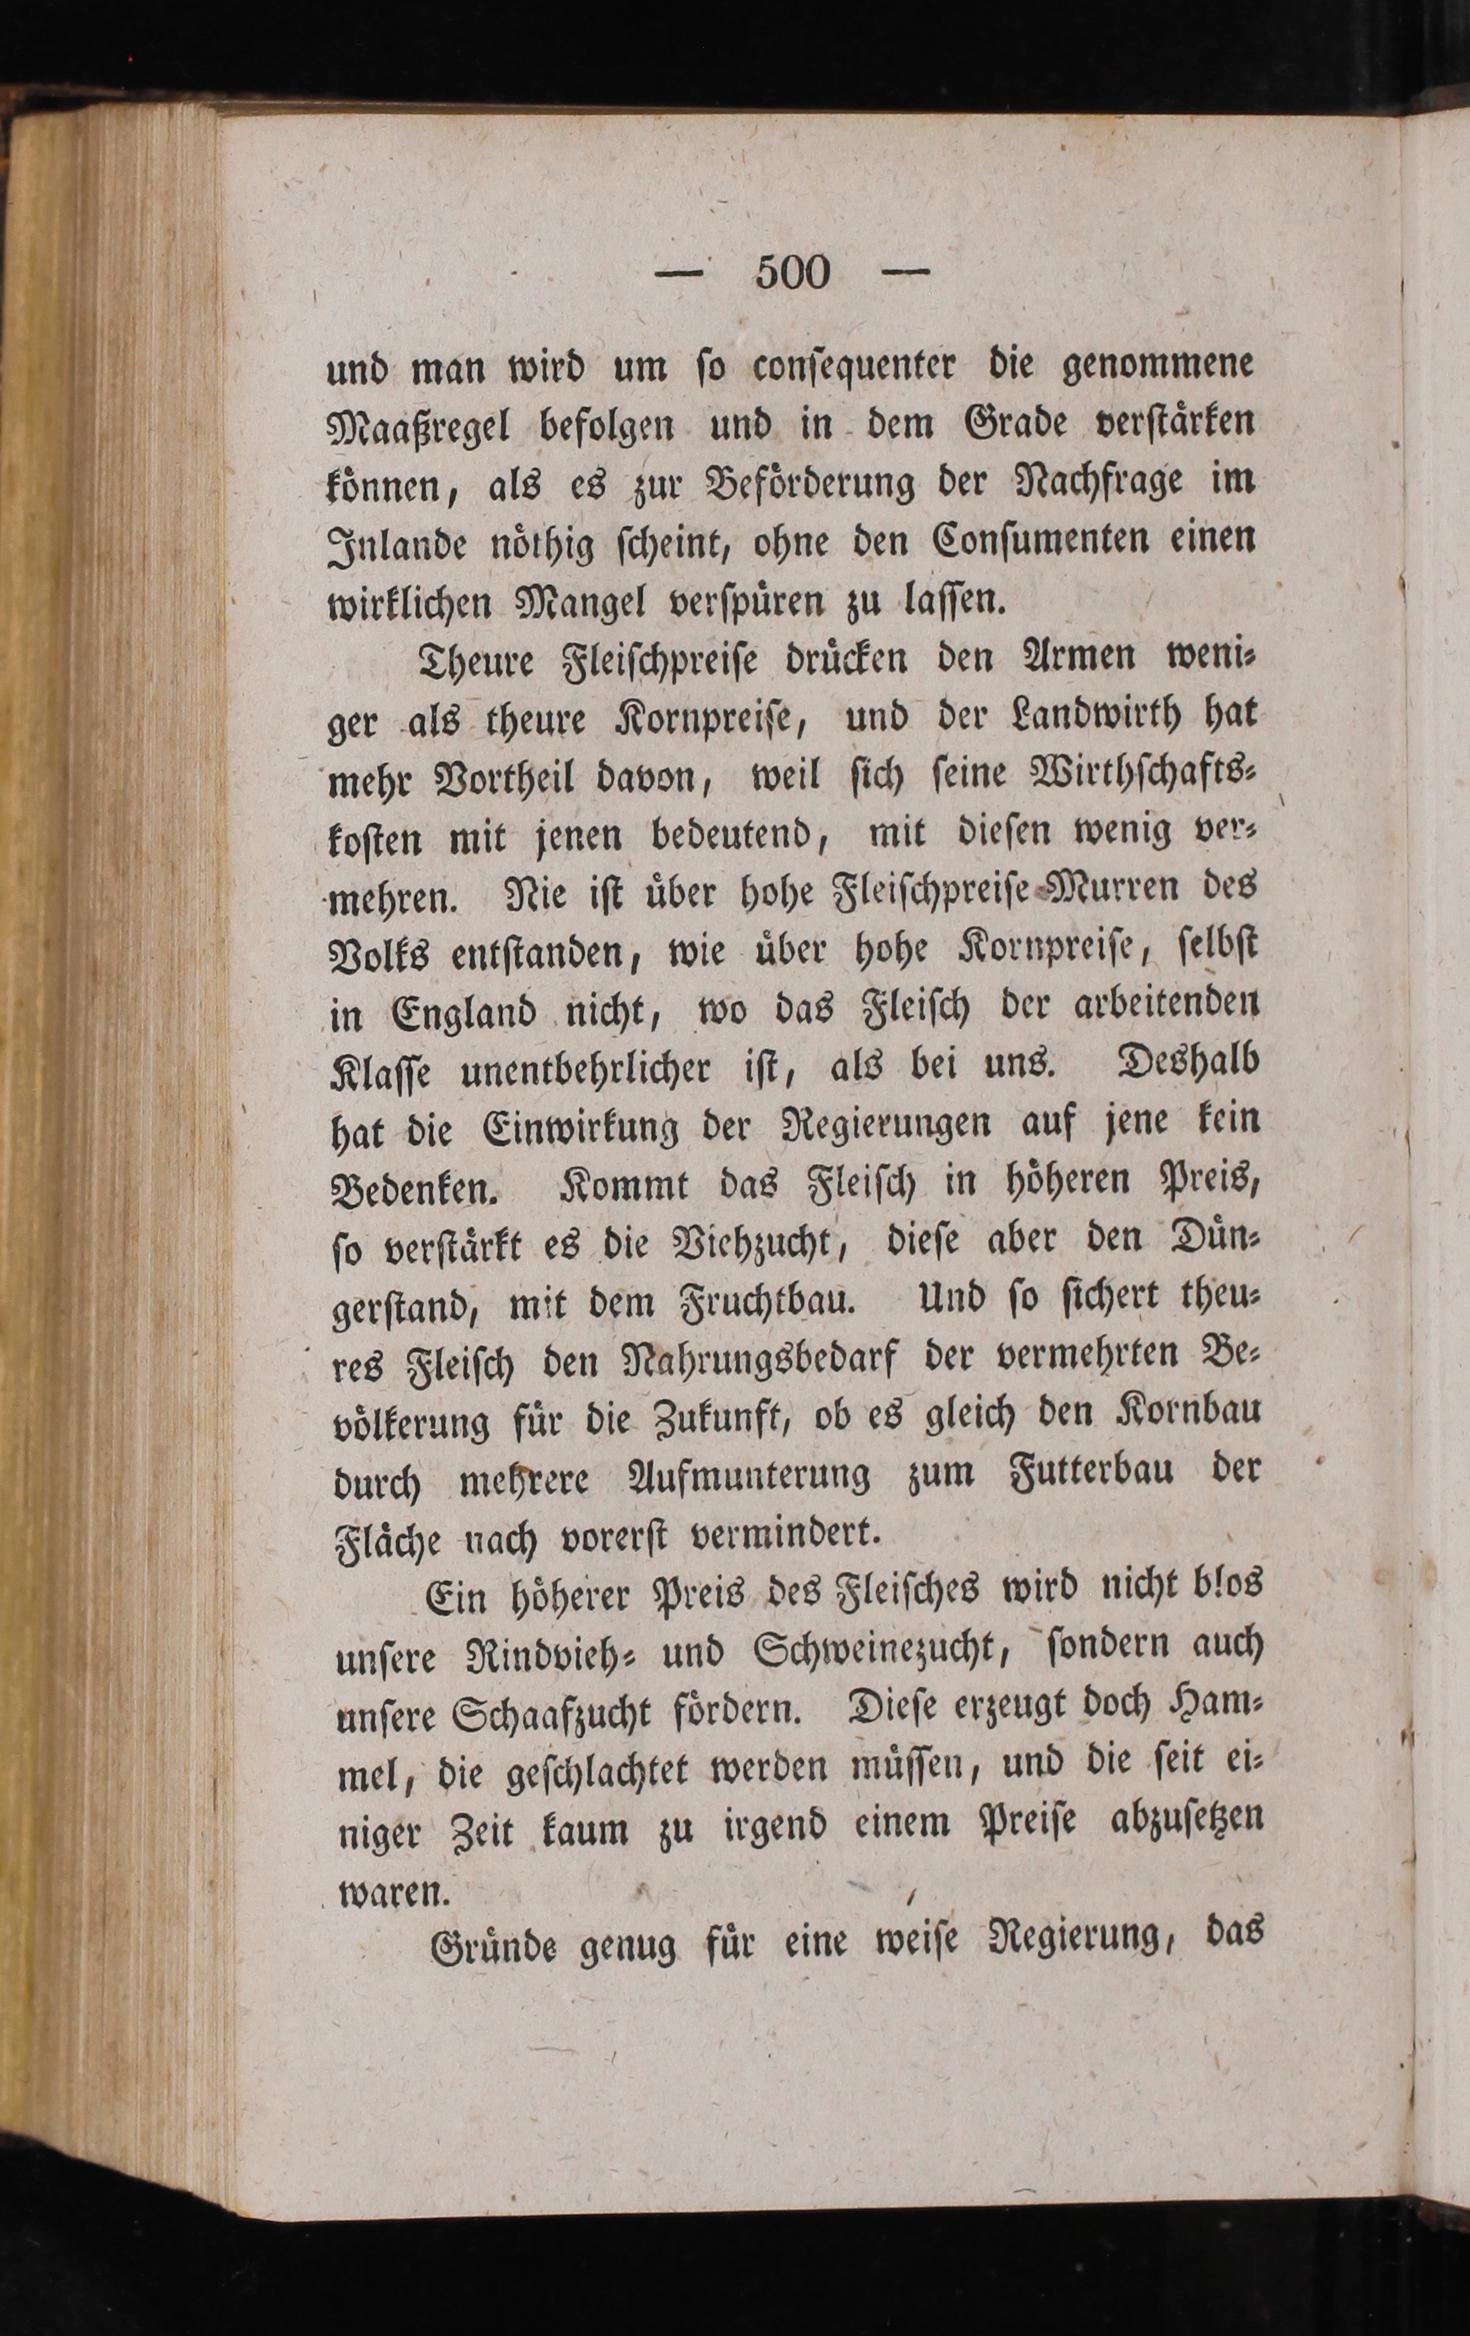 — 500 —
und man wird um ſo conſequenter die genommene
Maaßregel befolgen und in dem Grade verſtärken
können, als es zur Beförderung der Nachfrage im
Inlande nöthig ſcheint, ohne den Conſumenten einen
wirklichen Mangel verſpüren zu laſſen.
Theure Fleiſchpreiſe drücken den Armen weni⸗
ger als theure Kornpreiſe, und der Landwirth hat
mehr Vortheil davon, weil ſich ſeine Wirthſchafts⸗
koſten mit jenen bedeutend, mit dieſen wenig ver⸗
mehren. Nie iſt über hohe Fleiſchpreiſe Murren des
Volks entſtanden, wie über hohe Kornpreiſe, ſelbſt
in England nicht, wo das Fleiſch der arbeitenden
Klaſſe unentbehrlicher iſt, als bei uns. Deshalb
hat die Einwirkung der Regierungen auf jene kein
Bedenken. Kommt das Fleiſch in höheren Preis,
ſo verſtärkt es die Viehzucht, dieſe aber den Dün⸗
gerſtand, mit dem Fruchtbau. Und ſo ſichert theu⸗
res Fleiſch den Nahrungsbedarf der vermehrten Be⸗
völkerung für die Zukunft, ob es gleich den Kornbau
durch mehrere Aufmunterung zum Futterbau der
Fläche nach vorerſt vermindert.
Ein höherer Preis des Fleiſches wird nicht blos
unſere Rindvieh⸗ und Schweinezucht, ſondern auch
unſere Schaafzucht fördern. Dieſe erzeugt doch Ham⸗
mel, die geſchlachtet werden müſſen, und die ſeit ei⸗
niger Zeit kaum zu irgend einem Preiſe abzuſetzen
waren.
Gründe genug für eine weiſe Regierung, das